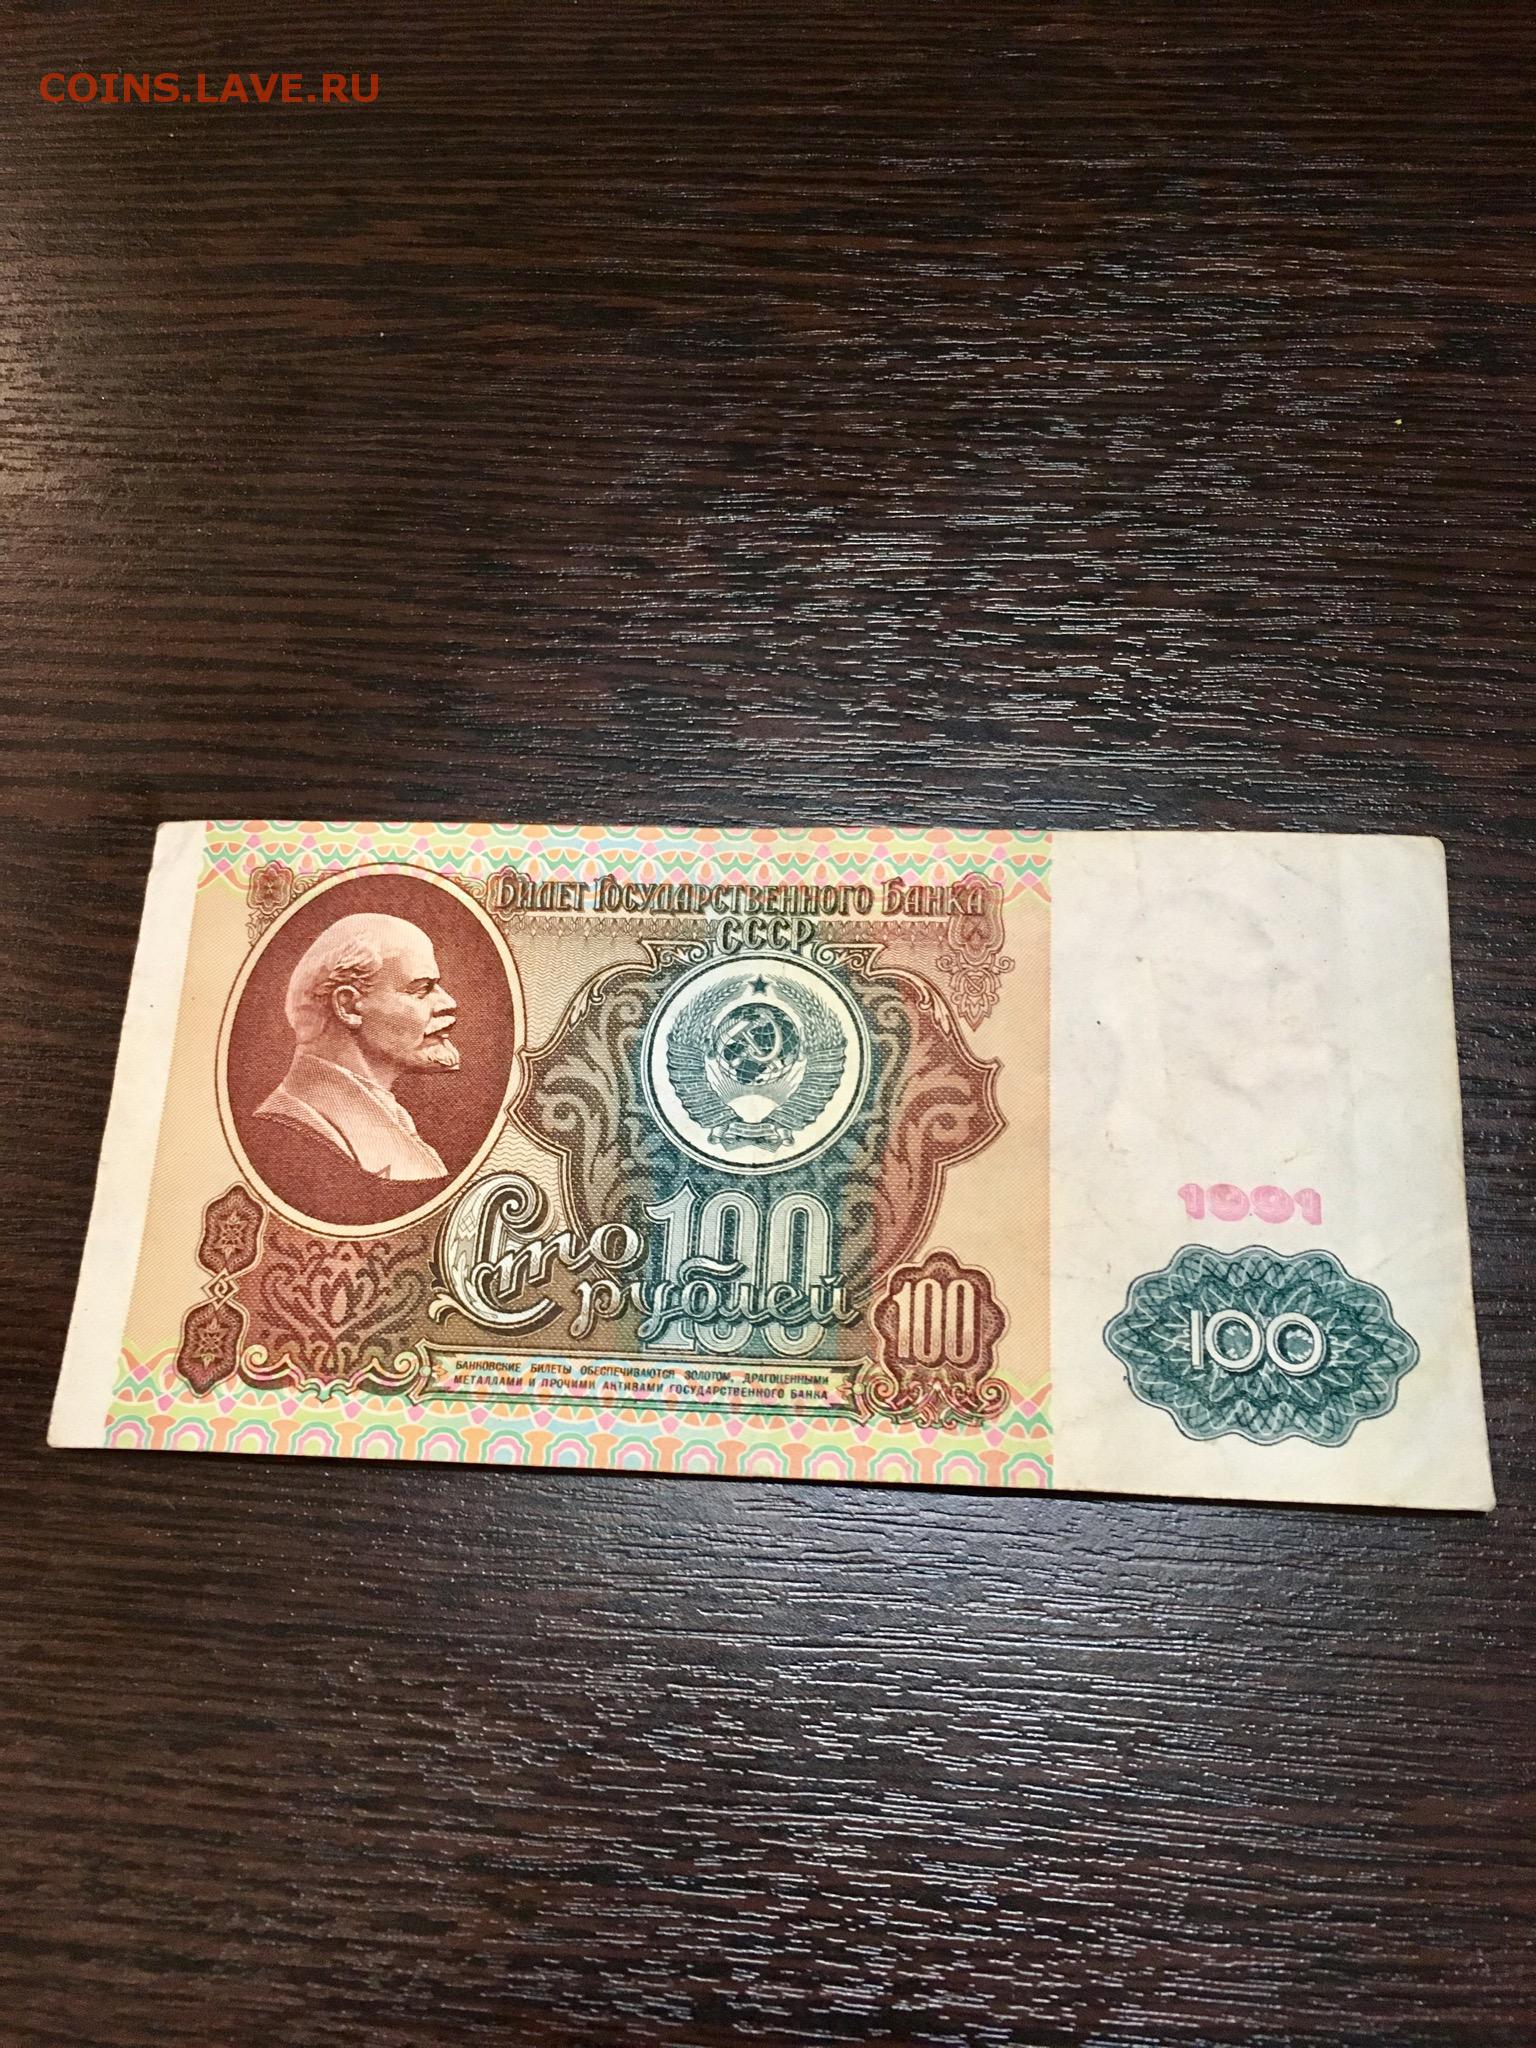 COINS.LAVE.RU
Билет Государственного Банка
СССР
1991
Сто
100
рублей
100
100
БАНКОВСКИЕ БИЛЕТЫ ОБЕСПЕЧИВАЮТСЯ ЗОЛОТОМ, ДРАГОЦЕННЫМИ
МЕТАЛЛАМИ И ПРОЧИМИ АКТИВАМИ ГОСУДАРСТВЕННОГО БАНКА